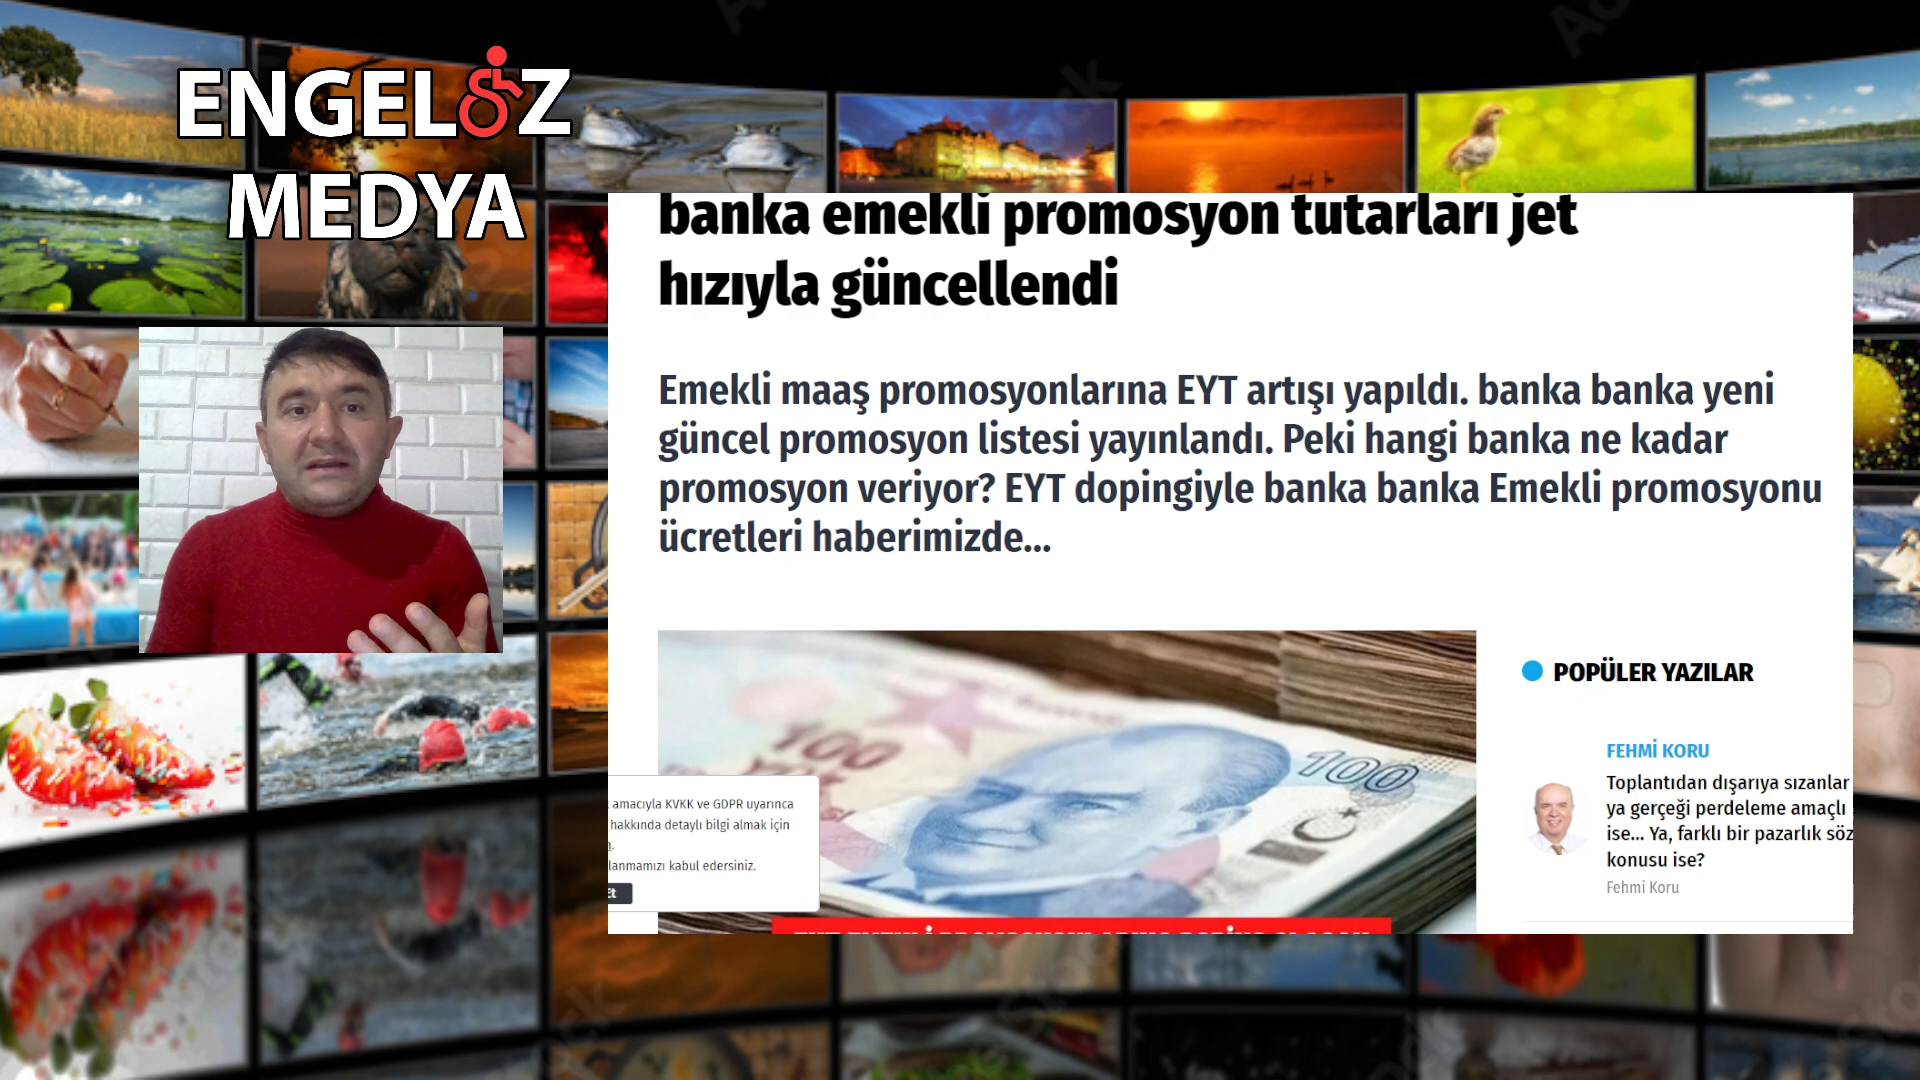 ENGELSİZ
MEDYA
banka emekli promosyon tutarları jet
hızıyla güncellendi
Emekli maaş promosyonlarına EYT artışı yapıldı. banka banka yeni
güncel promosyon listesi yayınlandı. Peki hangi banka ne kadar
promosyon veriyor? EYT dopingiyle banka banka Emekli promosyonu
ücretleri haberimizde...
100
100
POPÜLER YAZILAR
FEHMİ KORU
Toplantıdan dışarıya sızanlar
ya gerçeği perdeleme amaçlı
ise... Ya, farklı bir pazarlık söz
konusu ise?
Fehmi Koru
amacıyla KVKK ve GDPR uyarınca
hakkında detaylı bilgi almak için
lanmamızı kabul edersiniz.
Et